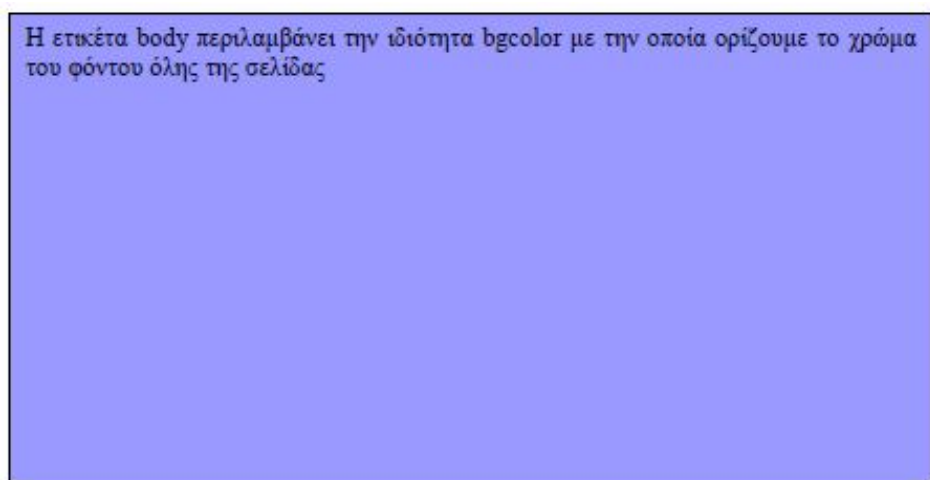 Η ετικέτα body περιλαμβάνει την ιδιότητα bgcolor με την οποία ορίζουμε το χρώμα
του φόντου όλης της σελίδας